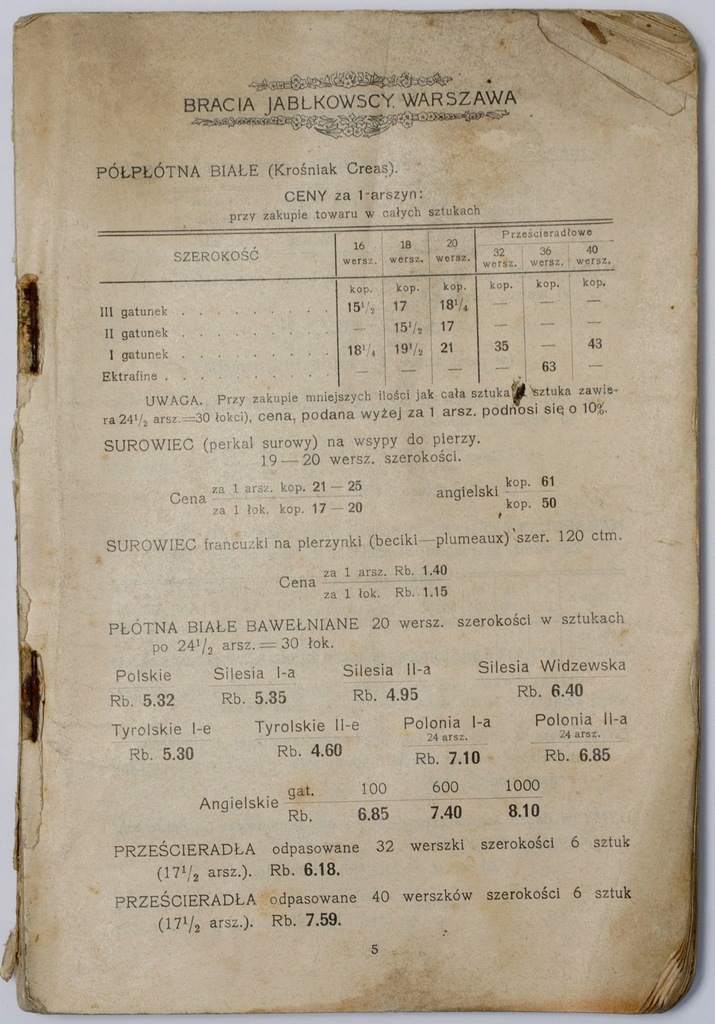 BRACIA JABŁKOWSCY. WARSZAWA
PÓŁPŁÓTNA BIAŁE (Krośniak Creas).
CENY za 1 arszyn:
przy zakupie towaru w całych sztukach
SZEROKOŚĆ 16 wersz. 18 wersz. 20 wersz. Prześcieradłowe 32 wersz. 36 wersz. 40 wersz.
kop. kop. kop. kop. kop. kop.
III gatunek . . . . . . . . 15¹/₂ 17 18¹/₄ — — —
II gatunek . . . . . . . . — 15¹/₂ 17 — — —
I gatunek . . . . . . . . 18¹/₄ 19¹/₂ 21 35 — 43
Ektrafine . . . . . . . . — — — — 63 —
UWAGA. Przy zakupie mniejszych ilości jak cała sztuka sztuka zawie-
ra 24¹/₂ arsz.=30 łokci), cena, podana wyżej za 1 arsz. podnosi się o 10%.
SUROWIEC (perkal surowy) na wsypy do pierzy.
19—20 wersz. szerokości.
Cena za 1 arsz. kop. 21 — 25 angielski kop. 61
za 1 łok. kop. 17 — 20 kop. 50
SUROWIEC francuzki na pierzynki (beciki—plumeaux) szer. 120 ctm.
Cena za 1 arsz. Rb. 1.40
za 1 łok. Rb. 1.15
PŁÓTNA BIAŁE BAWEŁNIANE 20 wersz. szerokości w sztukach
po 24¹/₂ arsz. = 30 łok.
Polskie Silesia I-a Silesia II-a Silesia Widzewska
Rb. 5.32 Rb. 5.35 Rb. 4.95 Rb. 6.40
Tyrolskie I-e Tyrolskie II-e Polonia I-a Polonia II-a
24 arsz. 24 arsz.
Rb. 5.30 Rb. 4.60 Rb. 7.10 Rb. 6.85
Angielskie gat. 100 600 1000
Rb. 6.85 7.40 8.10
PRZEŚCIERADŁA odpasowane 32 werszki szerokości 6 sztuk
(17¹/₂ arsz.). Rb. 6.18.
PRZEŚCIERADŁA odpasowane 40 werszków szerokości 6 sztuk
(17¹/₂ arsz.). Rb. 7.59.
5